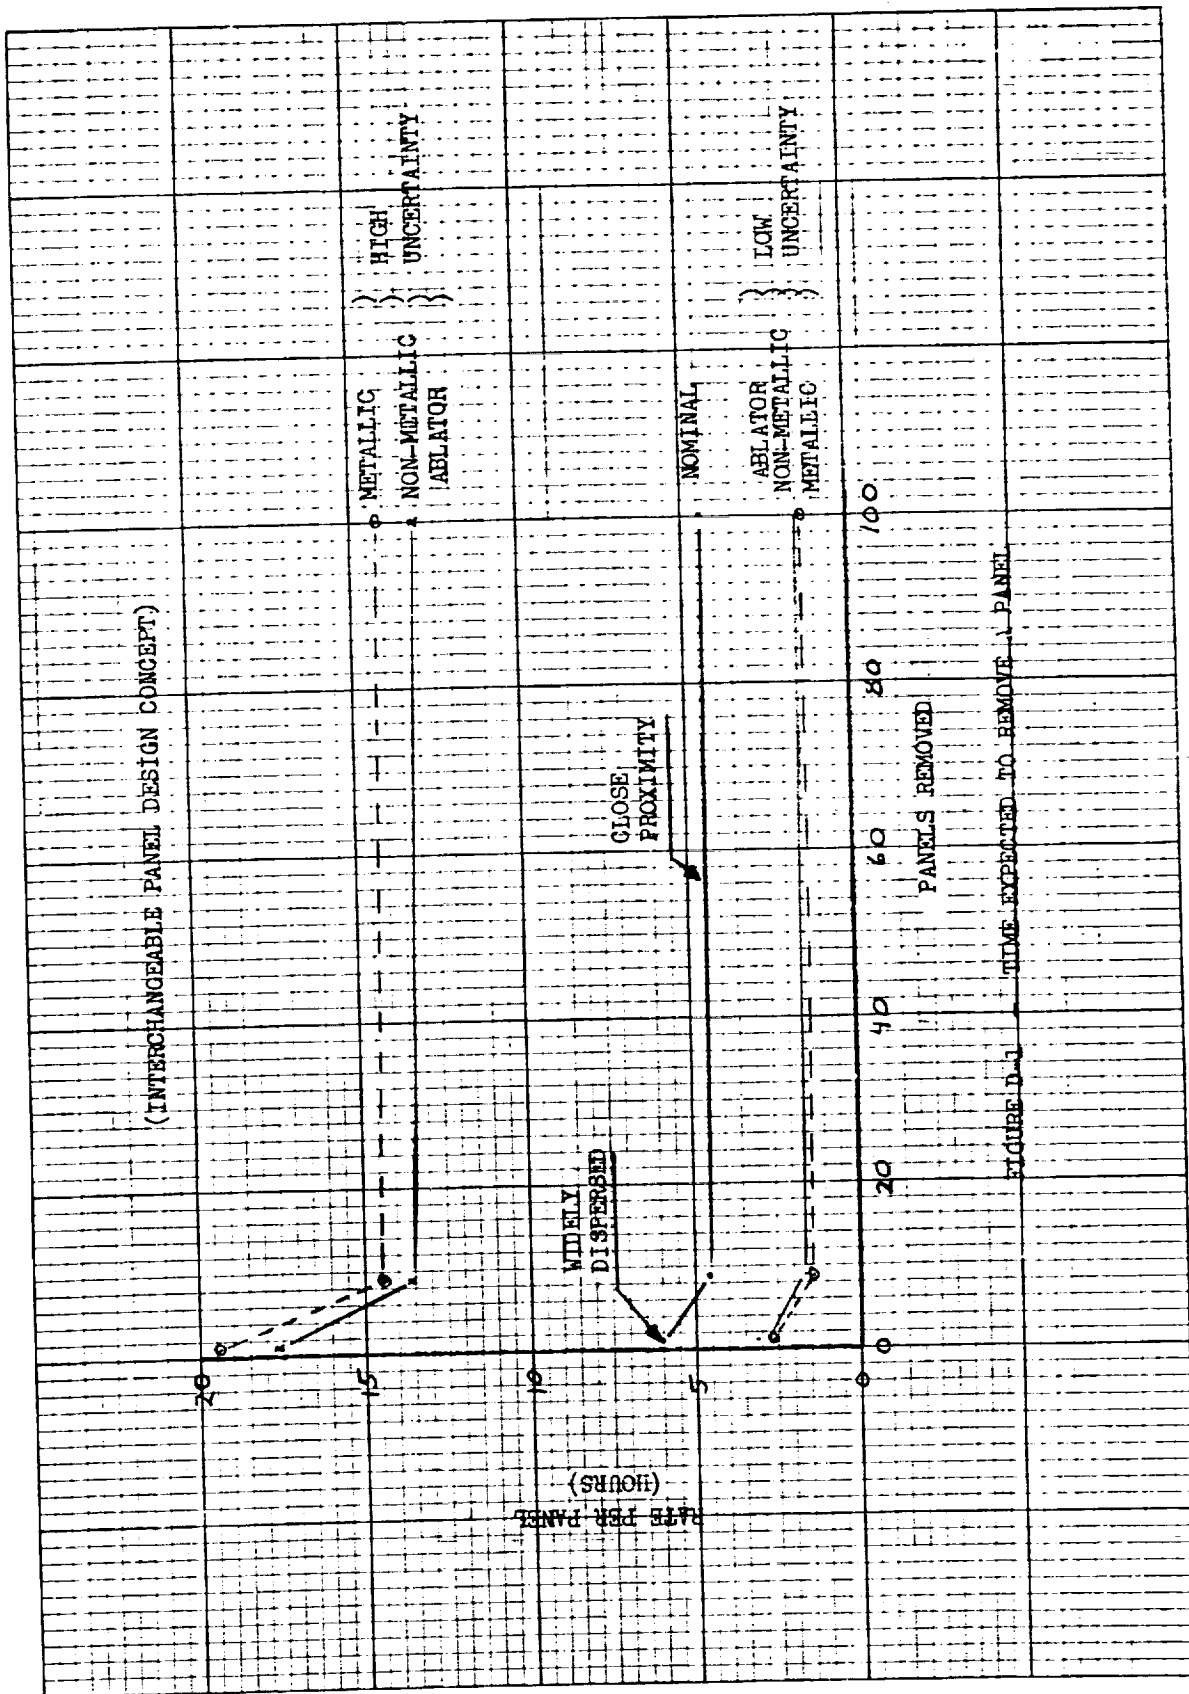 (INTERCHANGEABLE PANEL DESIGN CONCEPT)
20
15
10
5
0
RATE PER PANEL
(HOURS)
METALLIC
NON-METALLIC
ABLATOR
HIGH
UNCERTAINTY
WIDELY
DISPERSED
CLOSE
PROXIMITY
NOMINAL
ABLATOR
NON-METALLIC
METALLIC
LOW
UNCERTAINTY
0
20
40
60
80
100
PANELS REMOVED
FIGURE D-1 - TIME EXPECTED TO REMOVE A PANEL